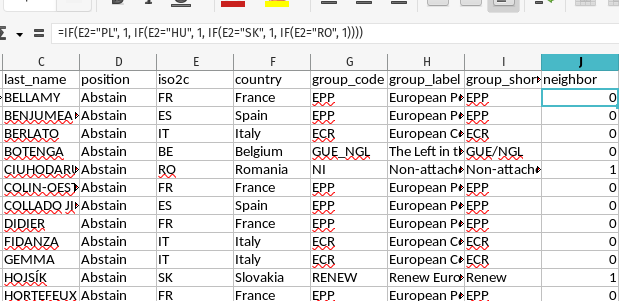 =IF(E2="PL", 1, IF(E2="HU", 1, IF(E2="SK", 1, IF(E2="RO", 1))))
C D E F G H I J
last_name position iso2c country group_code group_label group_shor neighbor
BELLAMY Abstain FR France EPP European P EPP 0
BENJUMEA Abstain ES Spain EPP European P EPP 0
BERLATO Abstain IT Italy ECR European C ECR 0
BOTENGA Abstain BE Belgium GUE_NGL The Left in t GUE/NGL 0
CIUHODARU Abstain RO Romania NI Non-attach Non-attach 1
COLIN-OEST Abstain FR France EPP European P EPP 0
COLLADO JI Abstain ES Spain EPP European P EPP 0
DIDIER Abstain FR France EPP European P EPP 0
FIDANZA Abstain IT Italy ECR European C ECR 0
GEMMA Abstain IT Italy ECR European C ECR 0
HOJSÍK Abstain SK Slovakia RENEW Renew Euro Renew 1
HORTEFEUX Abstain FR France EPP European P EPP 0